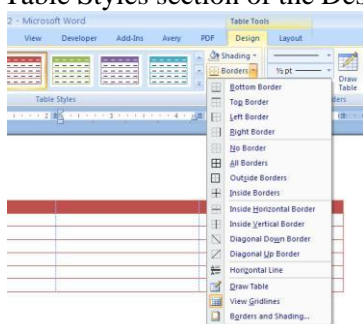 Table Styles section of the Des
2 - Microsoft Word Table Tools
View Developer Add-Ins Avery PDF Design Layout
Shading
Borders ½ pt Draw Table
Table Styles
Bottom Border
Top Border
Left Border
Right Border
No Border
All Borders
Outside Borders
Inside Borders
Inside Horizontal Border
Inside Vertical Border
Diagonal Down Border
Diagonal Up Border
Horizontal Line
Draw Table
View Gridlines
Borders and Shading...